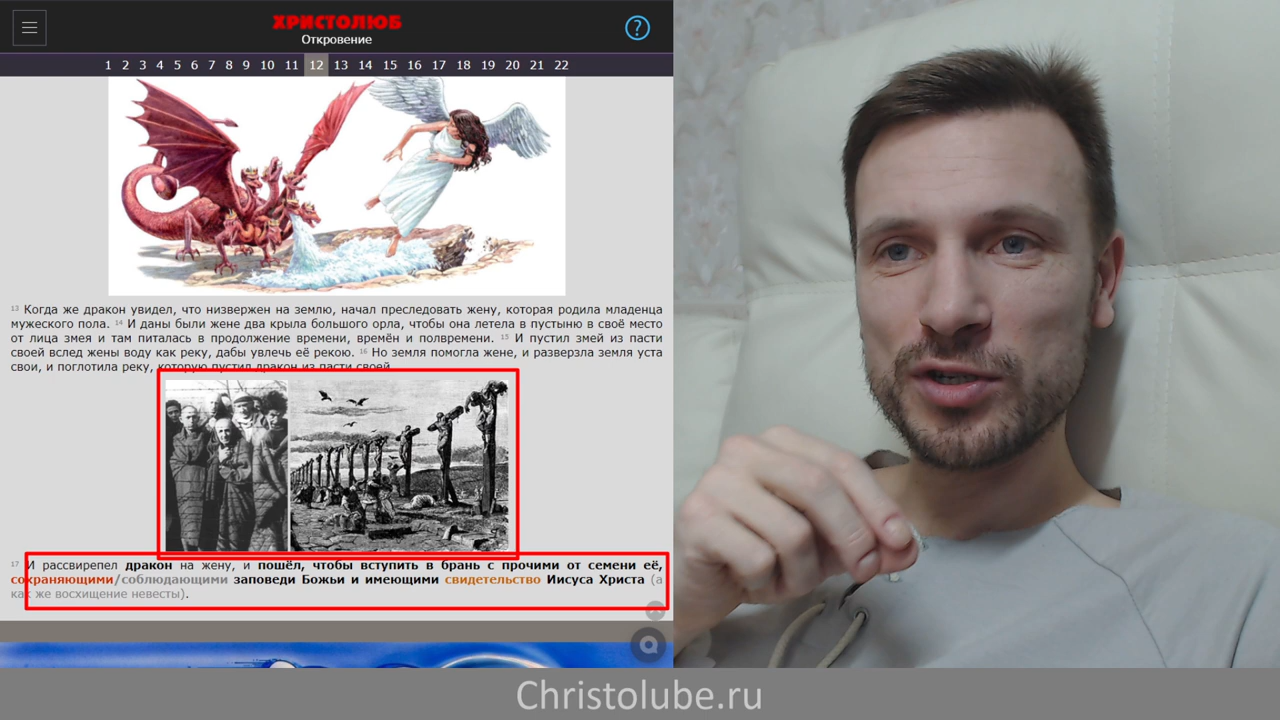 ХРИСТОЛЮБ
Откровение
?
1 2 3 4 5 6 7 8 9 10 11 12 13 14 15 16 17 18 19 20 21 22
13 Когда же дракон увидел, что низвержен на землю, начал преследовать жену, которая родила младенца
мужеского пола. 14 И даны были жене два крыла большого орла, чтобы она летела в пустыню в своё место
от лица змея и там питалась в продолжение времени, времён и полвремени. 15 И пустил змей из пасти
своей вслед жены воду как реку, дабы увлечь её рекою. 16 Но земля помогла жене, и разверзла земля уста
свои, и поглотила реку, которую пустил дракон из пасти своей.
17 И рассвирепел дракон на жену, и пошёл, чтобы вступить в брань с прочими от семени её,
сохраняющими/соблюдающими заповеди Божьи и имеющими свидетельство Иисуса Христа (а
как же восхищение невесты).
Christolube.ru